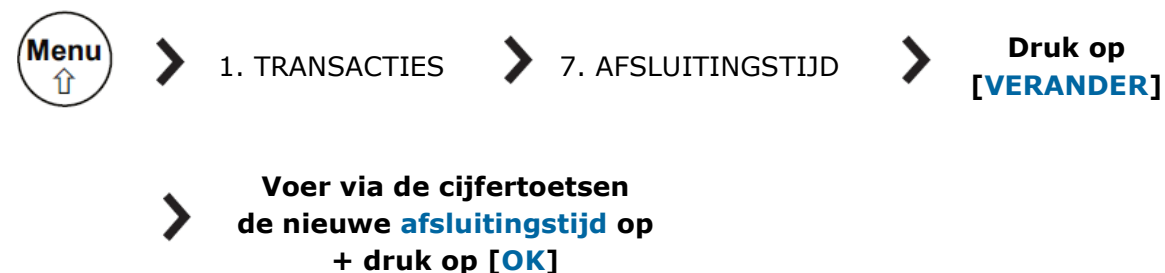 Menu
1. TRANSACTIES
7. AFSLUITINGSTIJD
Druk op
[VERANDER]
Voer via de cijfertoetsen
de nieuwe afsluitingstijd op
+ druk op [OK]